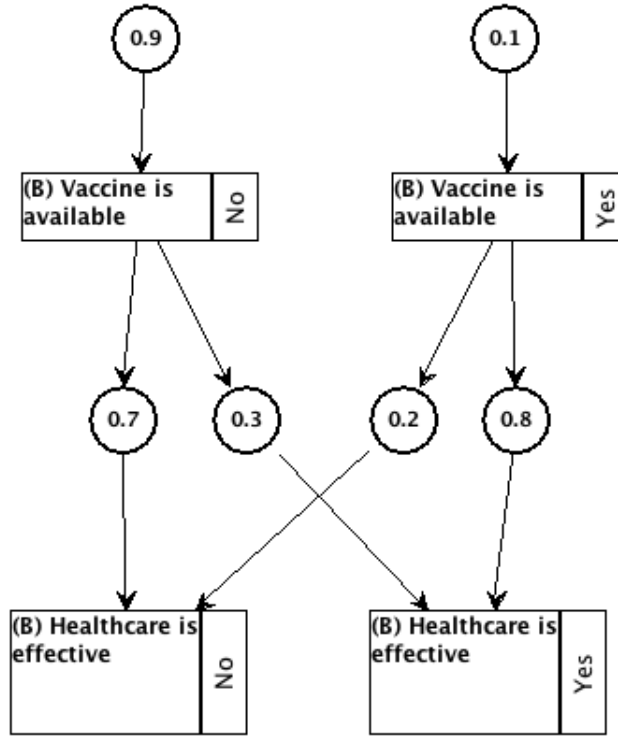 0.9
0.1
(B) Vaccine is
available
No
(B) Vaccine is
available
Yes
0.7
0.3
0.2
0.8
(B) Healthcare is
effective
No
(B) Healthcare is
effective
Yes